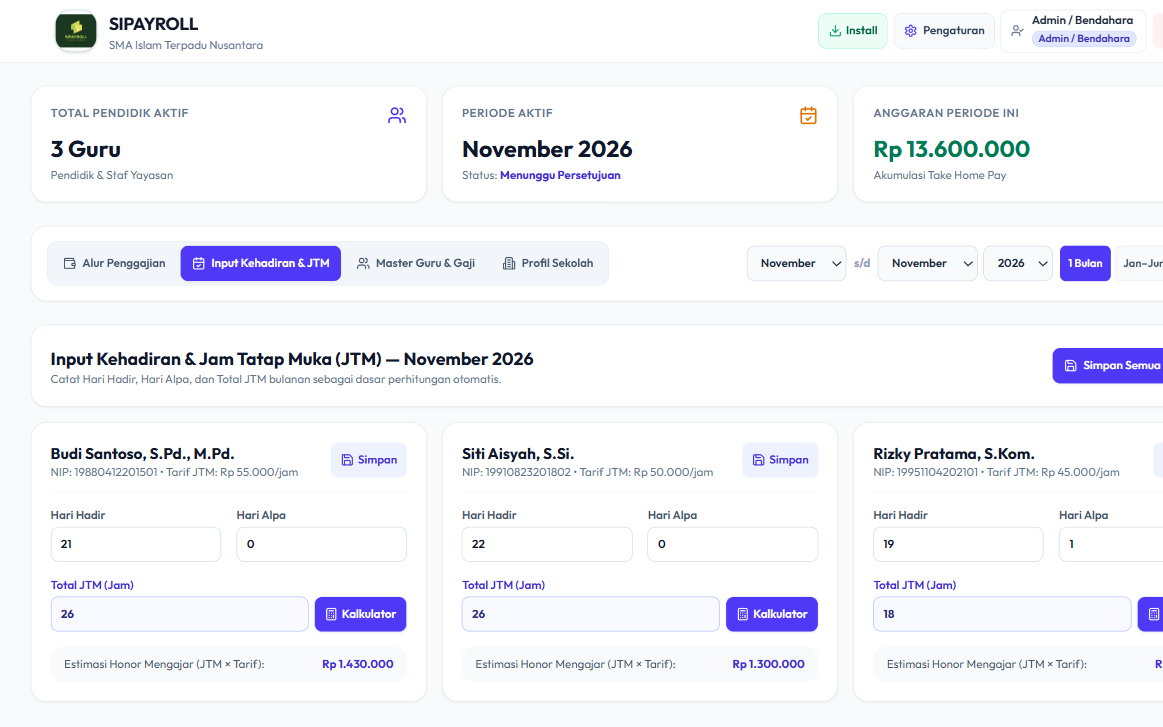 SIPAYROLL
SMA Islam Terpadu Nusantara
Install
Pengaturan
Admin / Bendahara
Admin / Bendahara
TOTAL PENDIDIK AKTIF
3 Guru
Pendidik & Staf Yayasan
PERIODE AKTIF
November 2026
Status: Menunggu Persetujuan
ANGGARAN PERIODE INI
Rp 13.600.000
Akumulasi Take Home Pay
Alur Penggajian
Input Kehadiran & JTM
Master Guru & Gaji
Profil Sekolah
November
s/d
November
2026
1 Bulan
Jan–Jun
Input Kehadiran & Jam Tatap Muka (JTM) — November 2026
Catat Hari Hadir, Hari Alpa, dan Total JTM bulanan sebagai dasar perhitungan otomatis.
Simpan Semua
Budi Santoso, S.Pd., M.Pd.
NIP: 19880412201501 • Tarif JTM: Rp 55.000/jam
Simpan
Hari Hadir
Hari Alpa
21
0
Total JTM (Jam)
26
Kalkulator
Estimasi Honor Mengajar (JTM × Tarif):
Rp 1.430.000
Siti Aisyah, S.Si.
NIP: 19910823201802 • Tarif JTM: Rp 50.000/jam
Simpan
Hari Hadir
Hari Alpa
22
0
Total JTM (Jam)
26
Kalkulator
Estimasi Honor Mengajar (JTM × Tarif):
Rp 1.300.000
Rizky Pratama, S.Kom.
NIP: 19951104202101 • Tarif JTM: Rp 45.000/jam
Hari Hadir
Hari Alpa
19
1
Total JTM (Jam)
18
Estimasi Honor Mengajar (JTM × Tarif):